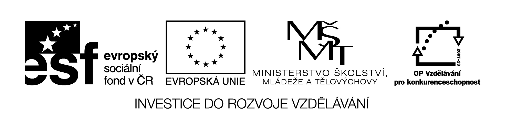 esf
evropský
sociální
fond v ČR
EVROPSKÁ UNIE
MŠMT
MINISTERSTVO ŠKOLSTVÍ,
MLÁDEŽE A TĚLOVÝCHOVY
OP Vzdělávání
pro konkurenceschopnost
INVESTICE DO ROZVOJE VZDĚLÁVÁNÍ